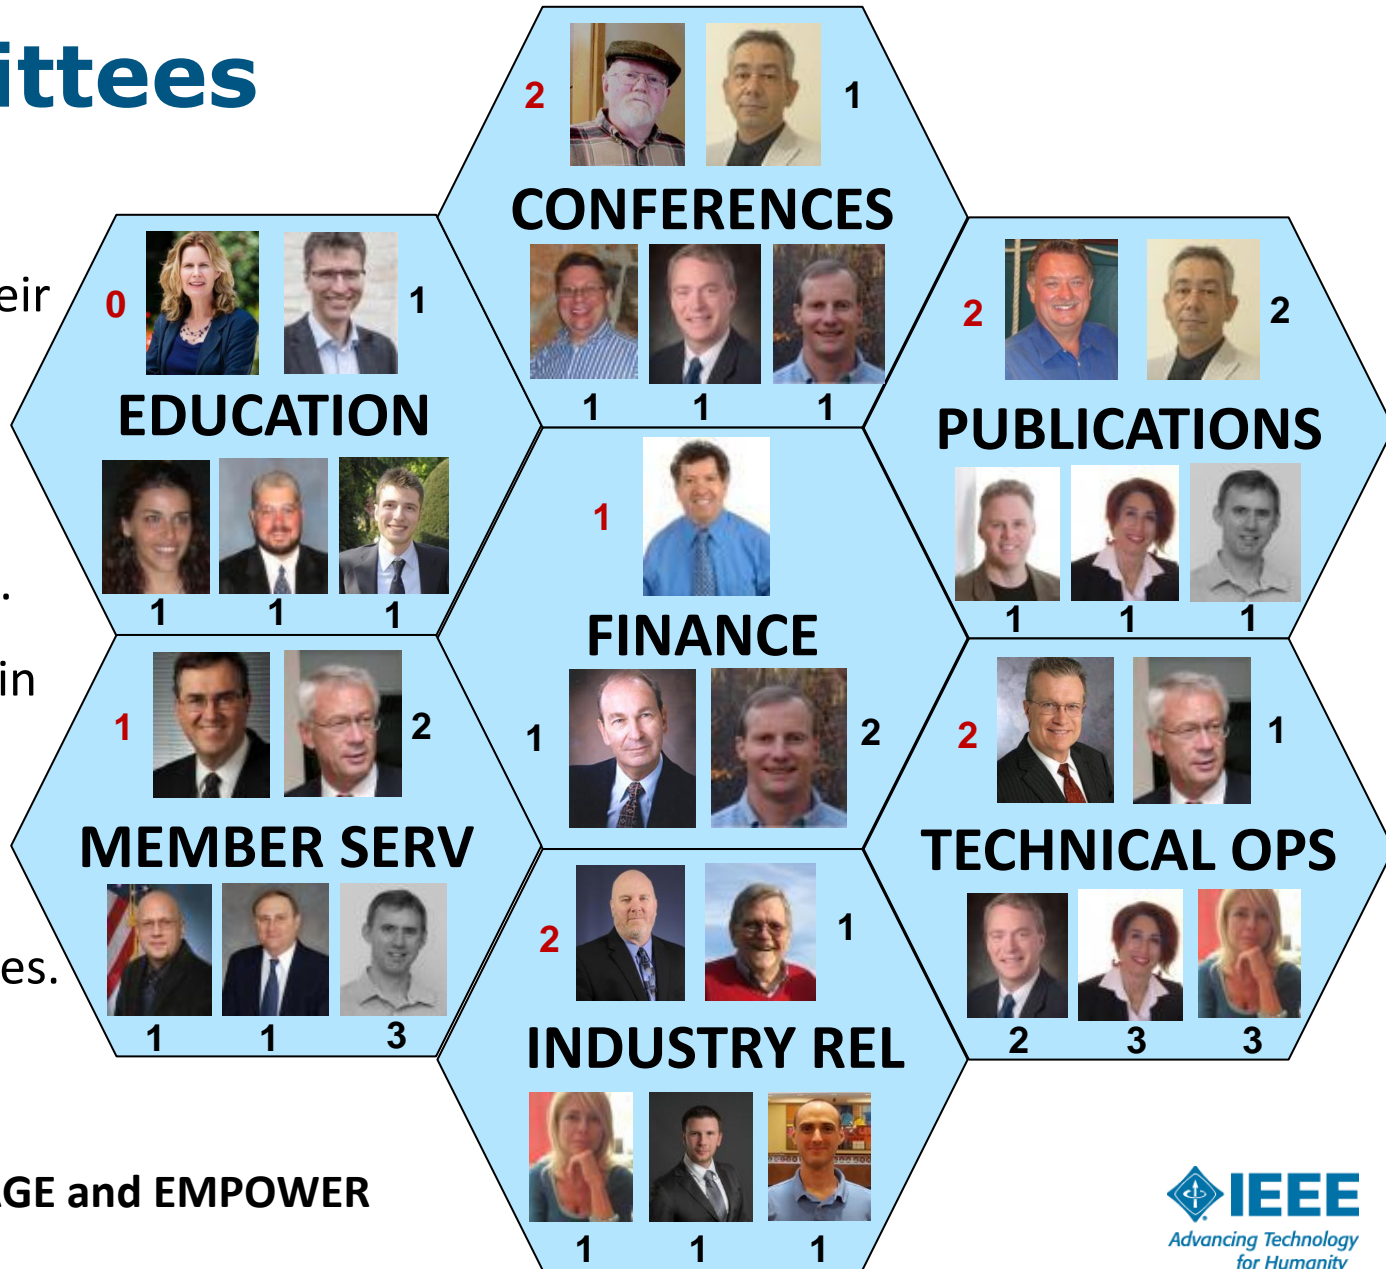 ittees
2 1
CONFERENCES
1 1 1
eir
0 1
EDUCATION
1 1 1
2 2
PUBLICATIONS
1 1 1
.
in
1
FINANCE
1 2
1 2
MEMBER SERV
1 1 3
2 1
TECHNICAL OPS
2 3 3
es.
2 1
INDUSTRY REL
1 1 1
AGE and EMPOWER
IEEE
Advancing Technology
for Humanity